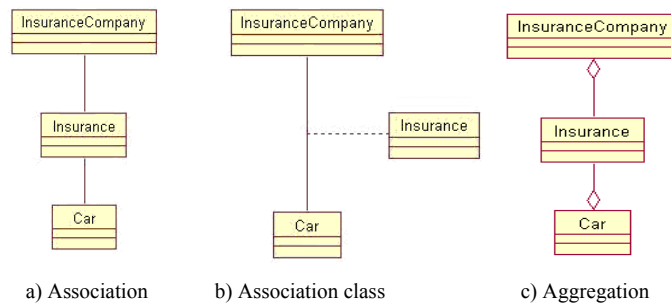 InsuranceCompany
Insurance
Car
a) Association
InsuranceCompany
Insurance
Car
b) Association class
InsuranceCompany
Insurance
Car
c) Aggregation